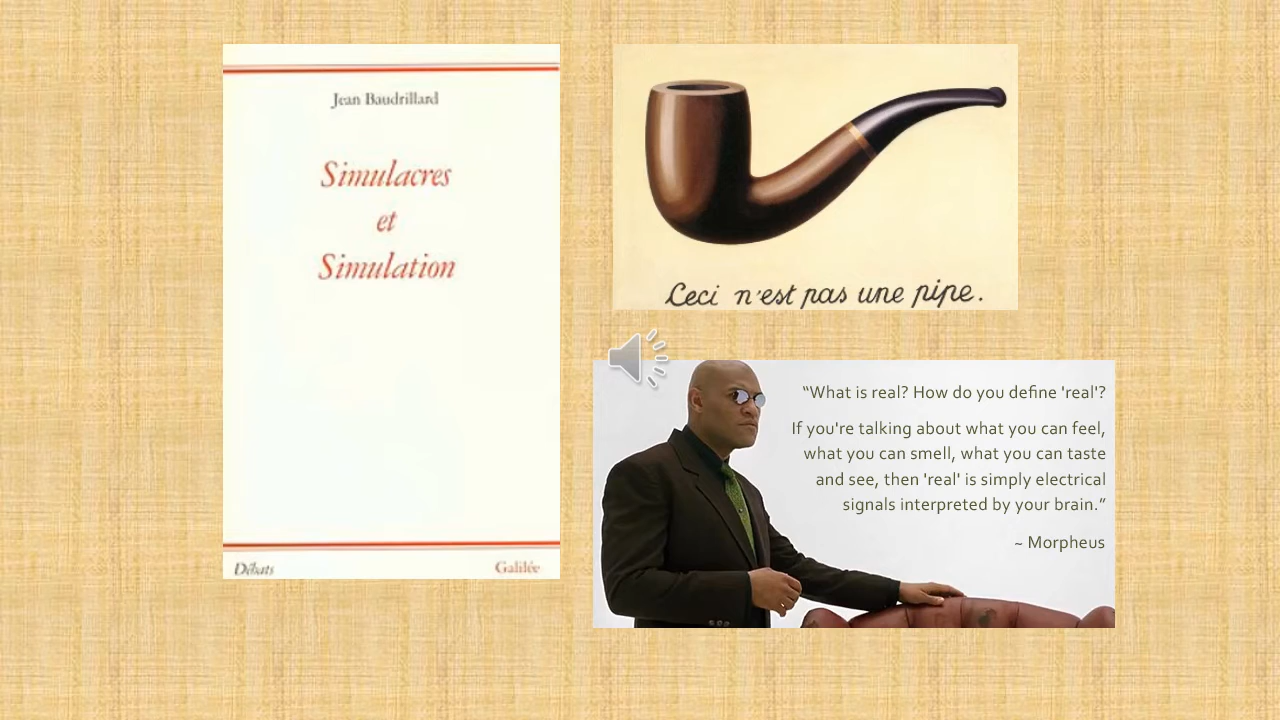 Jean Baudrillard
Simulacres
et
Simulation
Débats
Galilée
Ceci n'est pas une pipe.
“What is real? How do you define 'real'?
If you're talking about what you can feel,
what you can smell, what you can taste
and see, then 'real' is simply electrical
signals interpreted by your brain.”
~ Morpheus